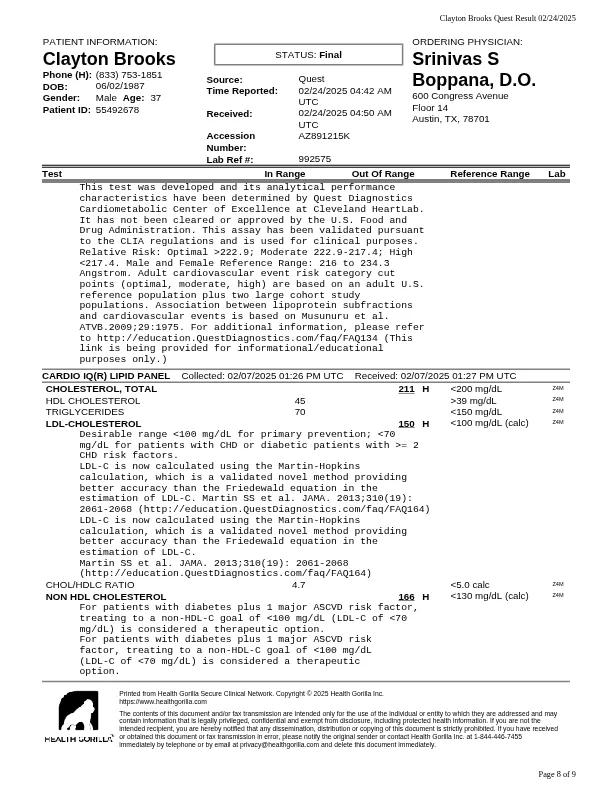 Clayton Brooks Quest Result 02/24/2025
PATIENT INFORMATION:
Clayton Brooks
Phone (H): (833) 753-1851
DOB: 06/02/1987
Gender: Male Age: 37
Patient ID: 55492678
STATUS: Final
Source: Quest
Time Reported: 02/24/2025 04:42 AM
UTC
Received: 02/24/2025 04:50 AM
UTC
Accession AZ891215K
Number:
Lab Ref #: 992575
ORDERING PHYSICIAN:
Srinivas S
Boppana, D.O.
600 Congress Avenue
Floor 14
Austin, TX, 78701
Test In Range Out Of Range Reference Range Lab
This test was developed and its analytical performance
characteristics have been determined by Quest Diagnostics
Cardiometabolic Center of Excellence at Cleveland HeartLab.
It has not been cleared or approved by the U.S. Food and
Drug Administration. This assay has been validated pursuant
to the CLIA regulations and is used for clinical purposes.
Relative Risk: Optimal >222.9; Moderate 222.9-217.4; High
<217.4. Male and Female Reference Range: 216 to 234.3
Angstrom. Adult cardiovascular event risk category cut
points (optimal, moderate, high) are based on an adult U.S.
reference population plus two large cohort study
populations. Association between lipoprotein subfractions
and cardiovascular events is based on Musunuru et al.
ATVB.2009;29:1975. For additional information, please refer
to http://education.QuestDiagnostics.com/faq/FAQ134 (This
link is being provided for informational/educational
purposes only.)
CARDIO IQ(R) LIPID PANEL Collected: 02/07/2025 01:26 PM UTC Received: 02/07/2025 01:27 PM UTC
CHOLESTEROL, TOTAL 211 H <200 mg/dL Z4M
HDL CHOLESTEROL 45 >39 mg/dL Z4M
TRIGLYCERIDES 70 <150 mg/dL Z4M
LDL-CHOLESTEROL 150 H <100 mg/dL (calc) Z4M
Desirable range <100 mg/dL for primary prevention; <70
mg/dL for patients with CHD or diabetic patients with >= 2
CHD risk factors.
LDL-C is now calculated using the Martin-Hopkins
calculation, which is a validated novel method providing
better accuracy than the Friedewald equation in the
estimation of LDL-C. Martin SS et al. JAMA. 2013;310(19):
2061-2068 (http://education.QuestDiagnostics.com/faq/FAQ164)
LDL-C is now calculated using the Martin-Hopkins
calculation, which is a validated novel method providing
better accuracy than the Friedewald equation in the
estimation of LDL-C.
Martin SS et al. JAMA. 2013;310(19): 2061-2068
(http://education.QuestDiagnostics.com/faq/FAQ164)
CHOL/HDLC RATIO 4.7 <5.0 calc Z4M
NON HDL CHOLESTEROL 166 H <130 mg/dL (calc) Z4M
For patients with diabetes plus 1 major ASCVD risk factor,
treating to a non-HDL-C goal of <100 mg/dL (LDL-C of <70
mg/dL) is considered a therapeutic option.
For patients with diabetes plus 1 major ASCVD risk
factor, treating to a non-HDL-C goal of <100 mg/dL
(LDL-C of <70 mg/dL) is considered a therapeutic
option.
HEALTH GORILLA
Printed from Health Gorilla Secure Clinical Network. Copyright © 2025 Health Gorilla Inc.
https://www.healthgorilla.com
The contents of this document and/or fax transmission are intended only for the use of the individual or entity to which they are addressed and may
contain information that is legally privileged, confidential and exempt from disclosure, including protected health information. If you are not the
intended recipient, you are hereby notified that any dissemination, distribution or copying of this document is strictly prohibited. If you have received
or obtained this document or fax transmission in error, please notify the original sender or contact Health Gorilla Inc. at 1-844-446-7455
immediately by telephone or by email at privacy@healthgorilla.com and delete this document immediately.
Page 8 of 9